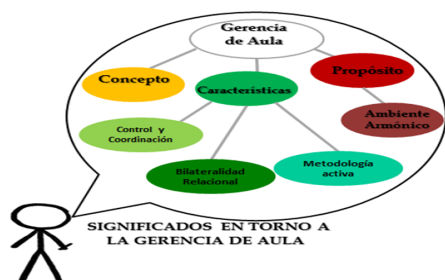 Gerencia
de Aula
Concepto
Propósito
Características
Ambiente
Armónico
Control y
Coordinación
Bilateralidad
Relacional
Metodología
activa
SIGNIFICADOS EN TORNO A
LA GERENCIA DE AULA